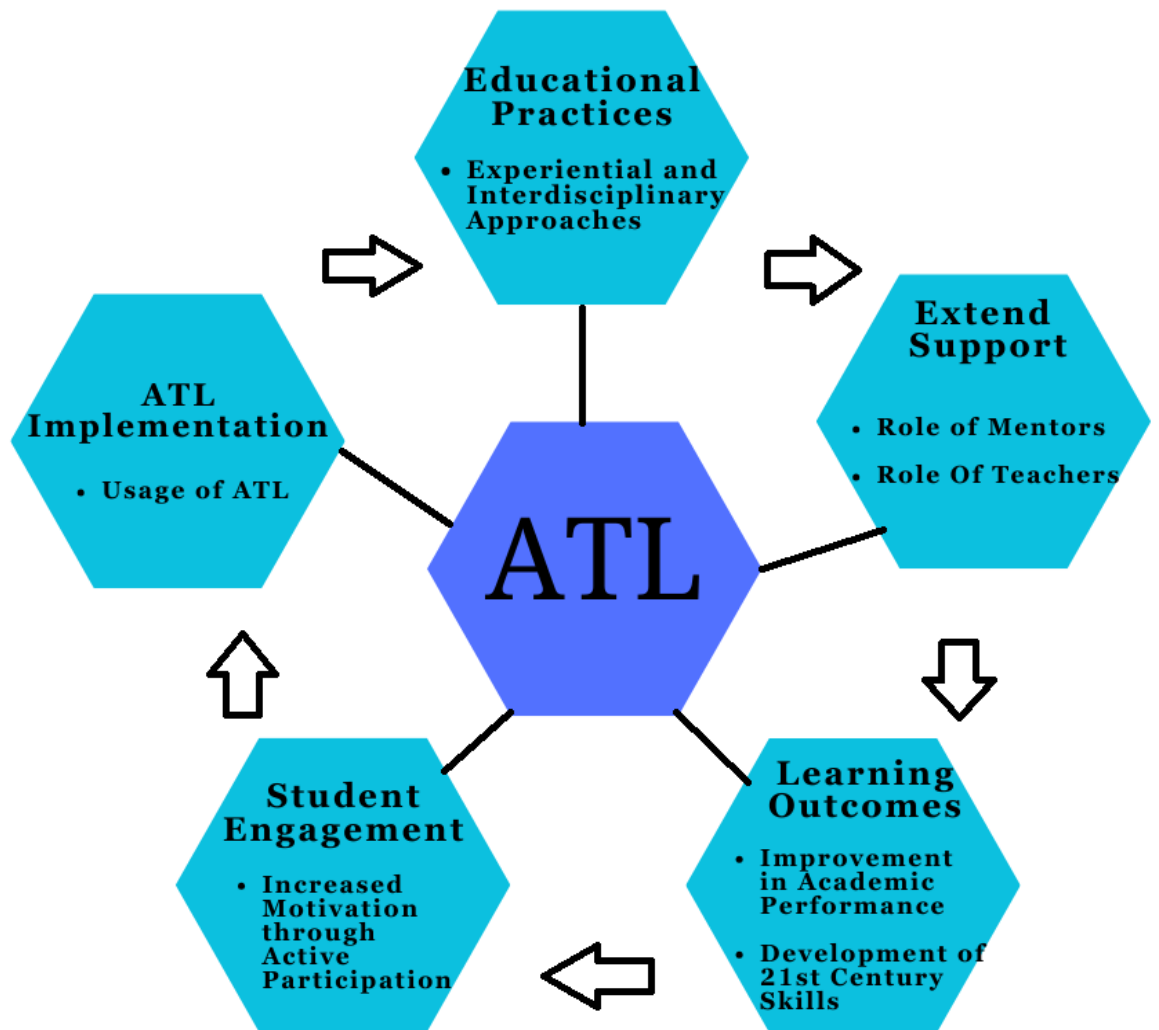 Educational
Practices
• Experiential and
Interdisciplinary
Approaches
Extend
Support
• Role of Mentors
• Role Of Teachers
ATL
Implementation
• Usage of ATL
ATL
Student
Engagement
• Increased
Motivation
through
Active
Participation
Learning
Outcomes
• Improvement
in Academic
Performance
• Development of
21st Century
Skills